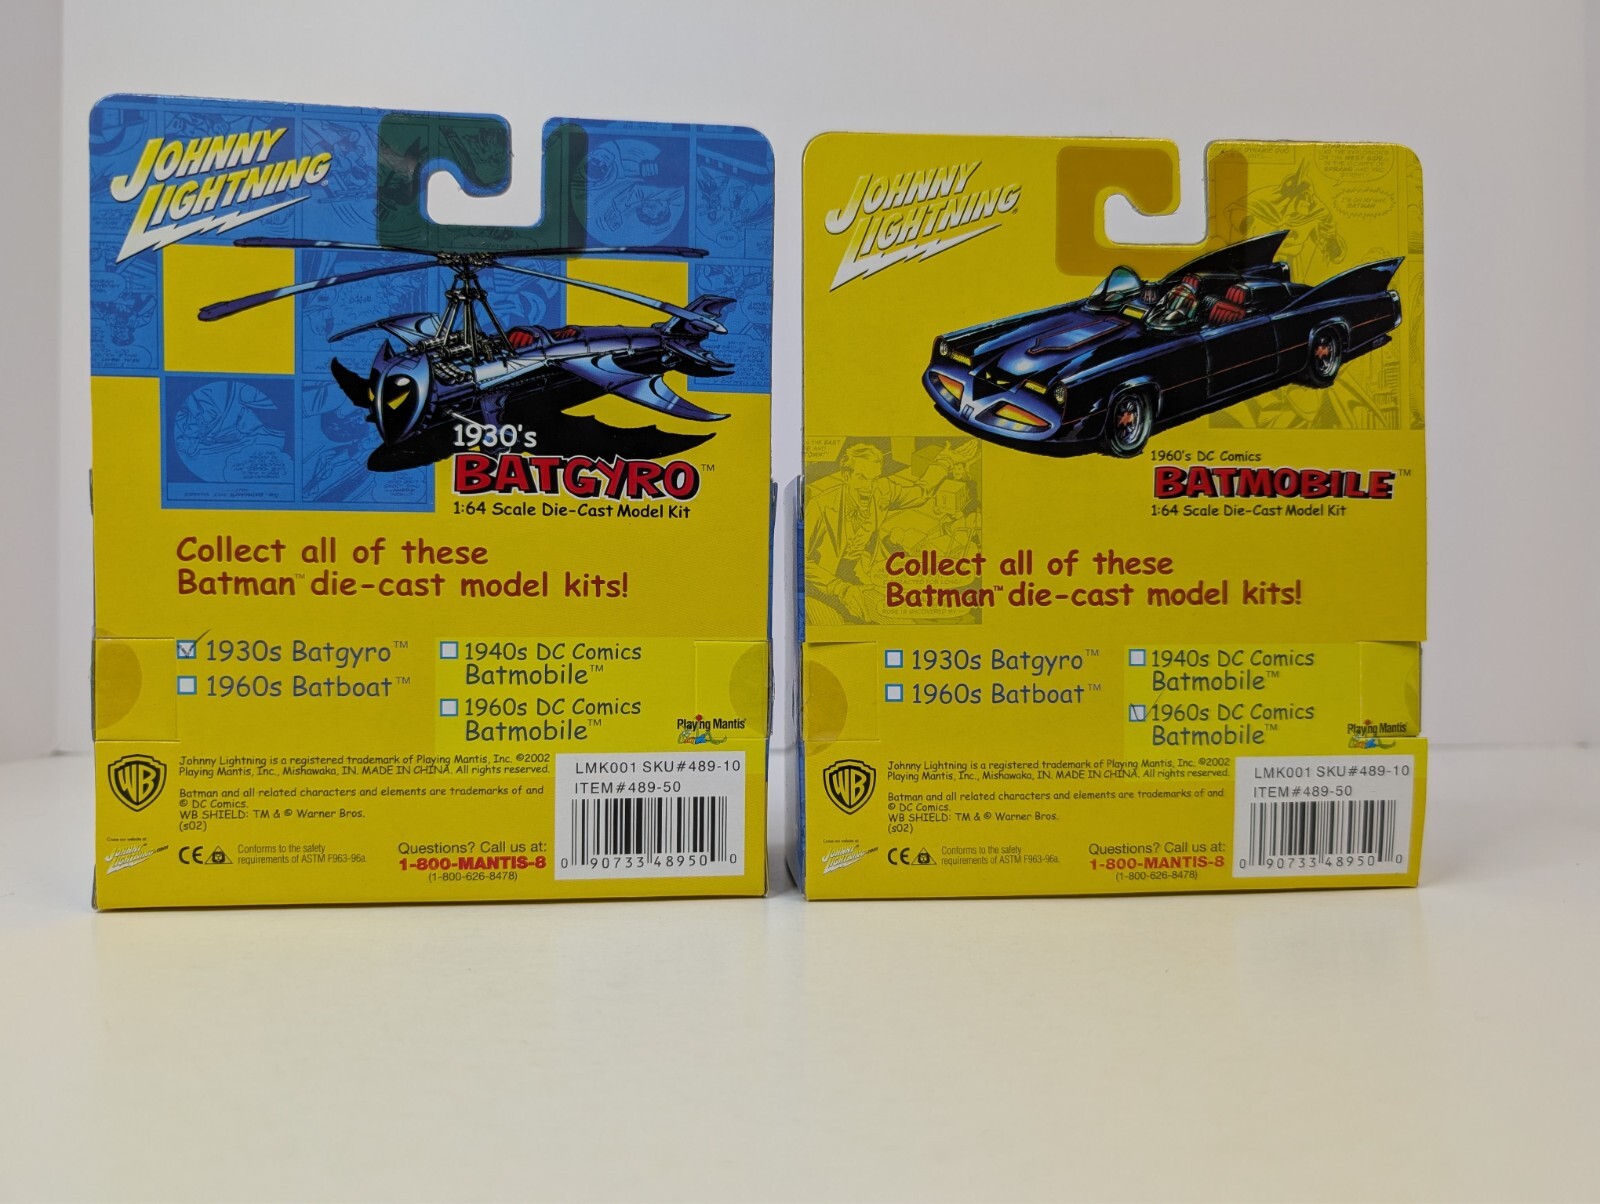 JOHNNY
LIGHTNING®
1930's
BATGYRO™
1:64 Scale Die-Cast Model Kit
Collect all of these
Batman™ die-cast model kits!
1930s Batgyro™
1960s Batboat™
1940s DC Comics
Batmobile™
1960s DC Comics
Batmobile™
Playing Mantis®
WB
Johnny Lightning is a registered trademark of Playing Mantis, Inc. ©2002
Playing Mantis, Inc., Mishawaka, IN. MADE IN CHINA. All rights reserved.
Batman and all related characters and elements are trademarks of and
© DC Comics.
WB SHIELD: TM & © Warner Bros.
(s02)
JOHNNY
LIGHTNING.com
CE
Conforms to the safety
requirements of ASTM F963-96a.
Questions? Call us at:
1-800-MANTIS-8
(1-800-626-8478)
LMK001 SKU#489-10
ITEM#489-50
0 90733 48950 0
JOHNNY
LIGHTNING®
1960's DC Comics
BATMOBILE™
1:64 Scale Die-Cast Model Kit
Collect all of these
Batman™ die-cast model kits!
1930s Batgyro™
1960s Batboat™
1940s DC Comics
Batmobile™
1960s DC Comics
Batmobile™
Playing Mantis®
WB
Johnny Lightning is a registered trademark of Playing Mantis, Inc. ©2002
Playing Mantis, Inc., Mishawaka, IN. MADE IN CHINA. All rights reserved.
Batman and all related characters and elements are trademarks of and
© DC Comics.
WB SHIELD: TM & © Warner Bros.
(s02)
JOHNNY
LIGHTNING.com
CE
Conforms to the safety
requirements of ASTM F963-96a.
Questions? Call us at:
1-800-MANTIS-8
(1-800-626-8478)
LMK001 SKU#489-10
ITEM#489-50
0 90733 48950 0